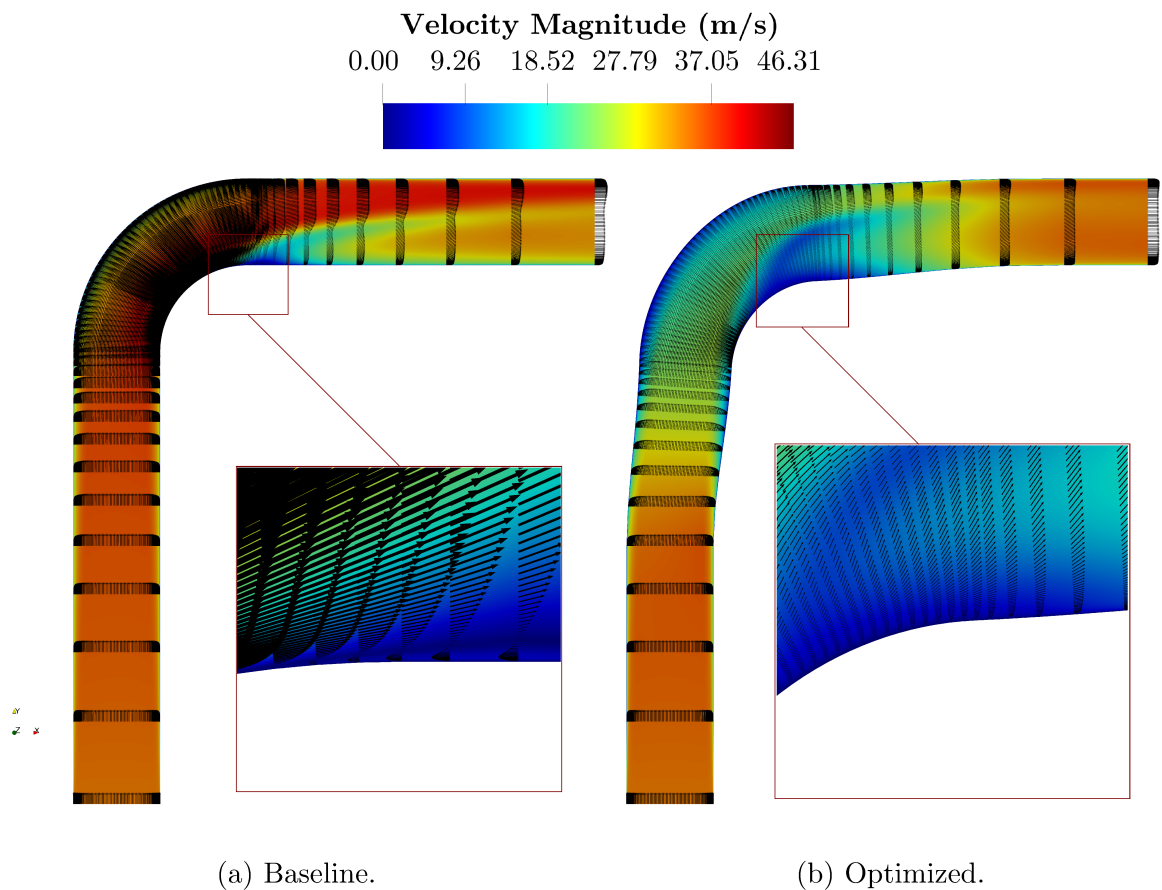 Velocity Magnitude (m/s)
0.00 9.26 18.52 27.79 37.05 46.31
Y
Z X
(a) Baseline.
(b) Optimized.